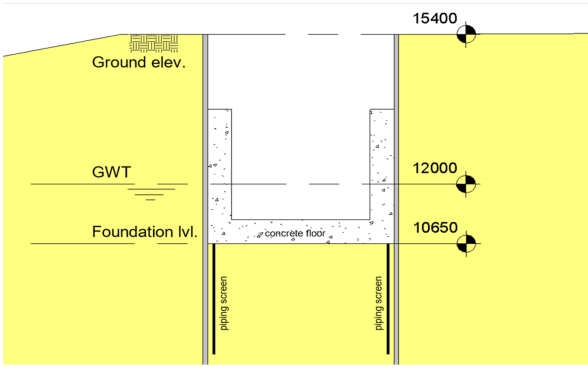 15400
Ground elev.
GWT
12000
Foundation lvl.
10650
concrete floor
piping screen
piping screen